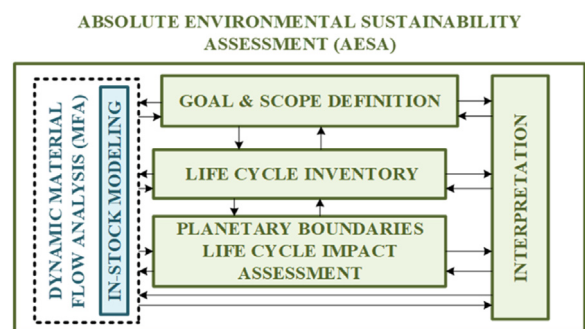 ABSOLUTE ENVIRONMENTAL SUSTAINABILITY
ASSESSMENT (AESA)
DYNAMIC MATERIAL
FLOW ANALYSIS (MFA)
IN-STOCK MODELING
GOAL & SCOPE DEFINITION
LIFE CYCLE INVENTORY
PLANETARY BOUNDARIES
LIFE CYCLE IMPACT
ASSESSMENT
INTERPRETATION